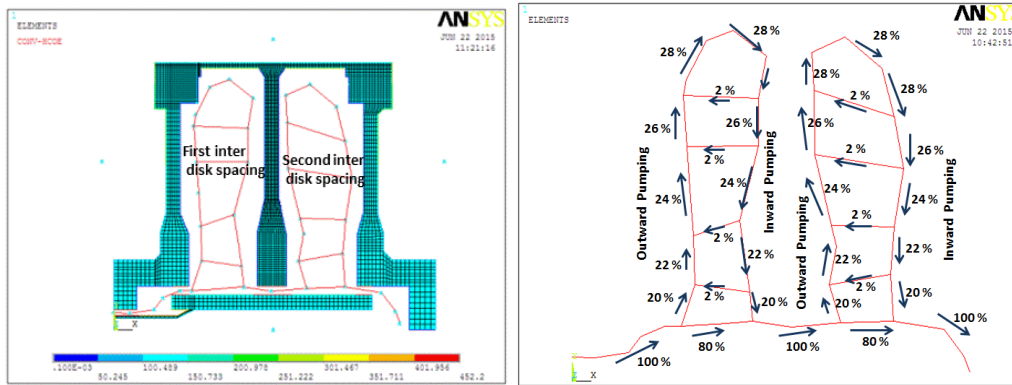 1
ELEMENTS
CONV-HCOE
ANSYS
JUN 22 2015
11:21:16
First inter
disk spacing
Second inter
disk spacing
X
.100E-03
50.245
100.489
150.733
200.978
251.222
301.467
351.711
401.956
452.2
1
ELEMENTS
ANSYS
JUN 22 2015
10:42:51
28 %
28 %
28 %
28 %
28 %
2 %
2 %
26 %
26 %
26 %
26 %
2 %
2 %
24 %
24 %
24 %
24 %
2 %
2 %
22 %
22 %
22 %
22 %
2 %
2 %
20 %
20 %
20 %
20 %
Outward Pumping
Inward Pumping
Outward Pumping
Inward Pumping
100 %
80 %
100 %
80 %
100 %
X